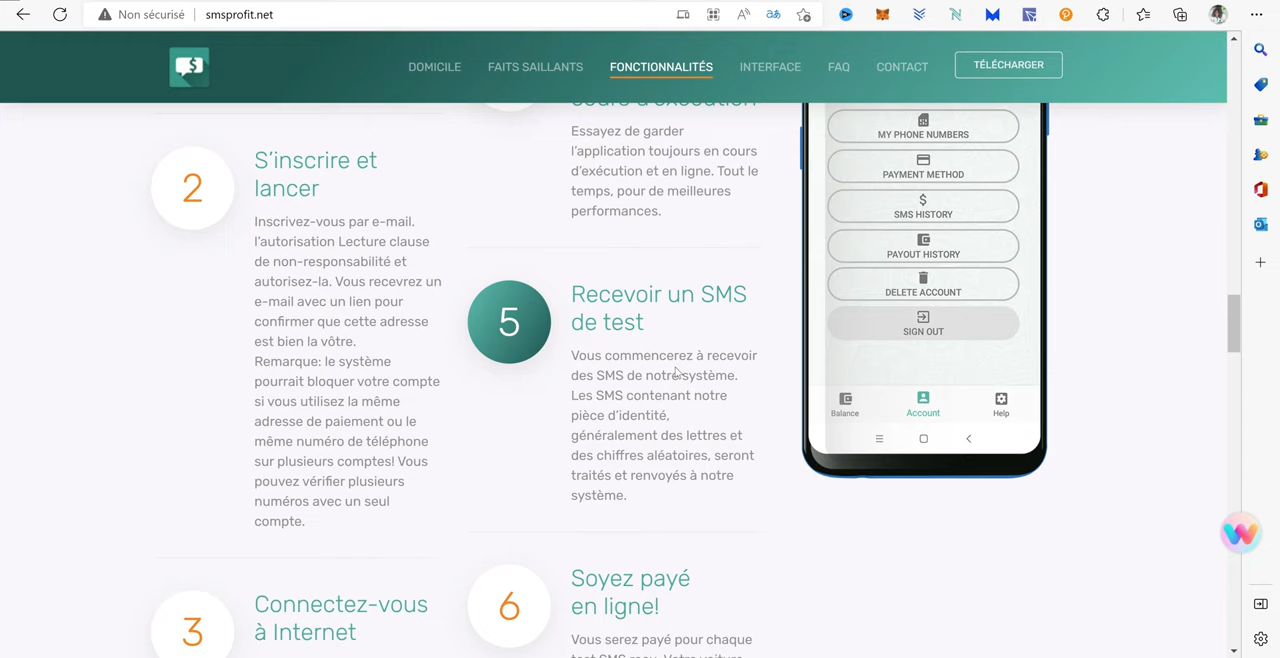 Non sécurisé
smsprofit.net
DOMICILE
FAITS SAILLANTS
FONCTIONNALITÉS
INTERFACE
FAQ
CONTACT
TÉLÉCHARGER
2
S’inscrire et
lancer
Inscrivez-vous par e-mail.
l’autorisation Lecture clause
de non-responsabilité et
autorisez-la. Vous recevrez un
e-mail avec un lien pour
confirmer que cette adresse
est bien la vôtre.
Remarque: le système
pourrait bloquer votre compte
si vous utilisez la même
adresse de paiement ou le
même numéro de téléphone
sur plusieurs comptes! Vous
pouvez vérifier plusieurs
numéros avec un seul
compte.
3
Connectez-vous
à Internet
cours d'exécution
Essayez de garder
l’application toujours en cours
d’exécution et en ligne. Tout le
temps, pour de meilleures
performances.
5
Recevoir un SMS
de test
Vous commencerez à recevoir
des SMS de notre système.
Les SMS contenant notre
pièce d’identité,
généralement des lettres et
des chiffres aléatoires, seront
traités et renvoyés à notre
système.
6
Soyez payé
en ligne!
Vous serez payé pour chaque
MY PHONE NUMBERS
PAYMENT METHOD
SMS HISTORY
PAYOUT HISTORY
DELETE ACCOUNT
SIGN OUT
Balance
Account
Help